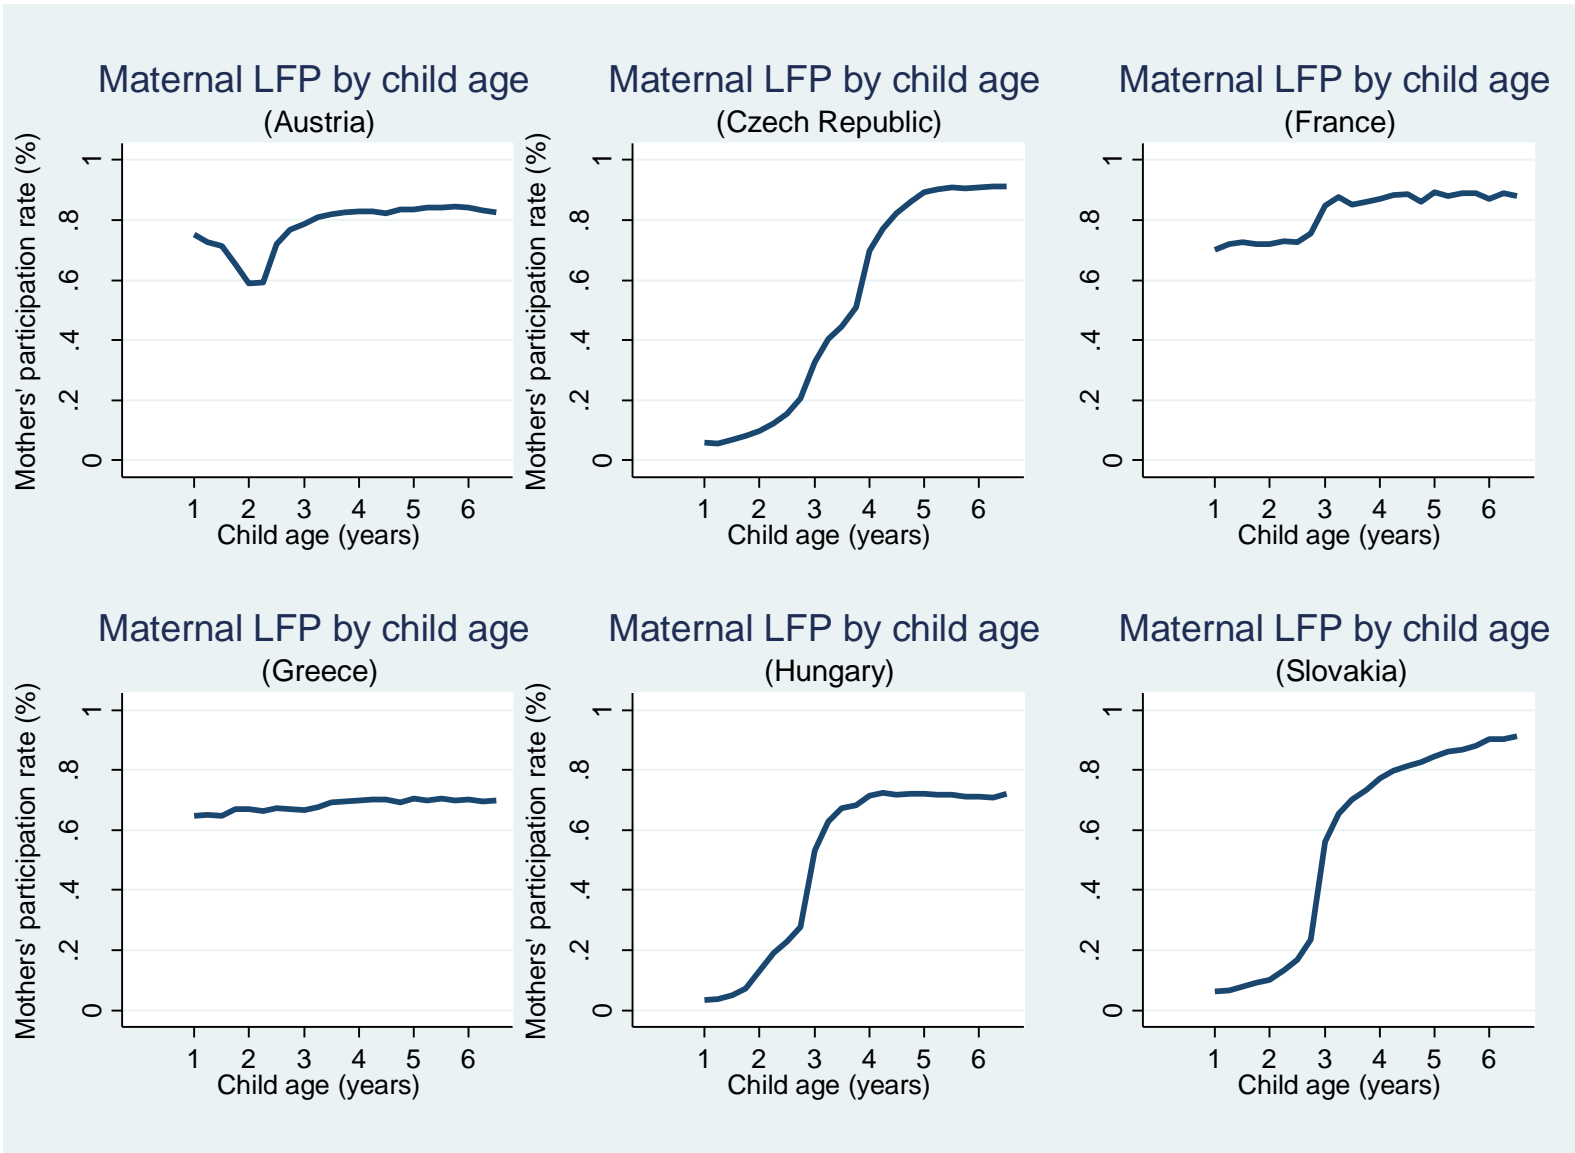 Maternal LFP by child age
(Austria)
Mothers' participation rate (%)
1
.8
.6
.4
.2
0
1 2 3 4 5 6
Child age (years)
Maternal LFP by child age
(Czech Republic)
Mothers' participation rate (%)
1
.8
.6
.4
.2
0
1 2 3 4 5 6
Child age (years)
Maternal LFP by child age
(France)
1
.8
.6
.4
.2
0
1 2 3 4 5 6
Child age (years)
Maternal LFP by child age
(Greece)
Mothers' participation rate (%)
1
.8
.6
.4
.2
0
1 2 3 4 5 6
Child age (years)
Maternal LFP by child age
(Hungary)
Mothers' participation rate (%)
1
.8
.6
.4
.2
0
1 2 3 4 5 6
Child age (years)
Maternal LFP by child age
(Slovakia)
1
.8
.6
.4
.2
0
1 2 3 4 5 6
Child age (years)